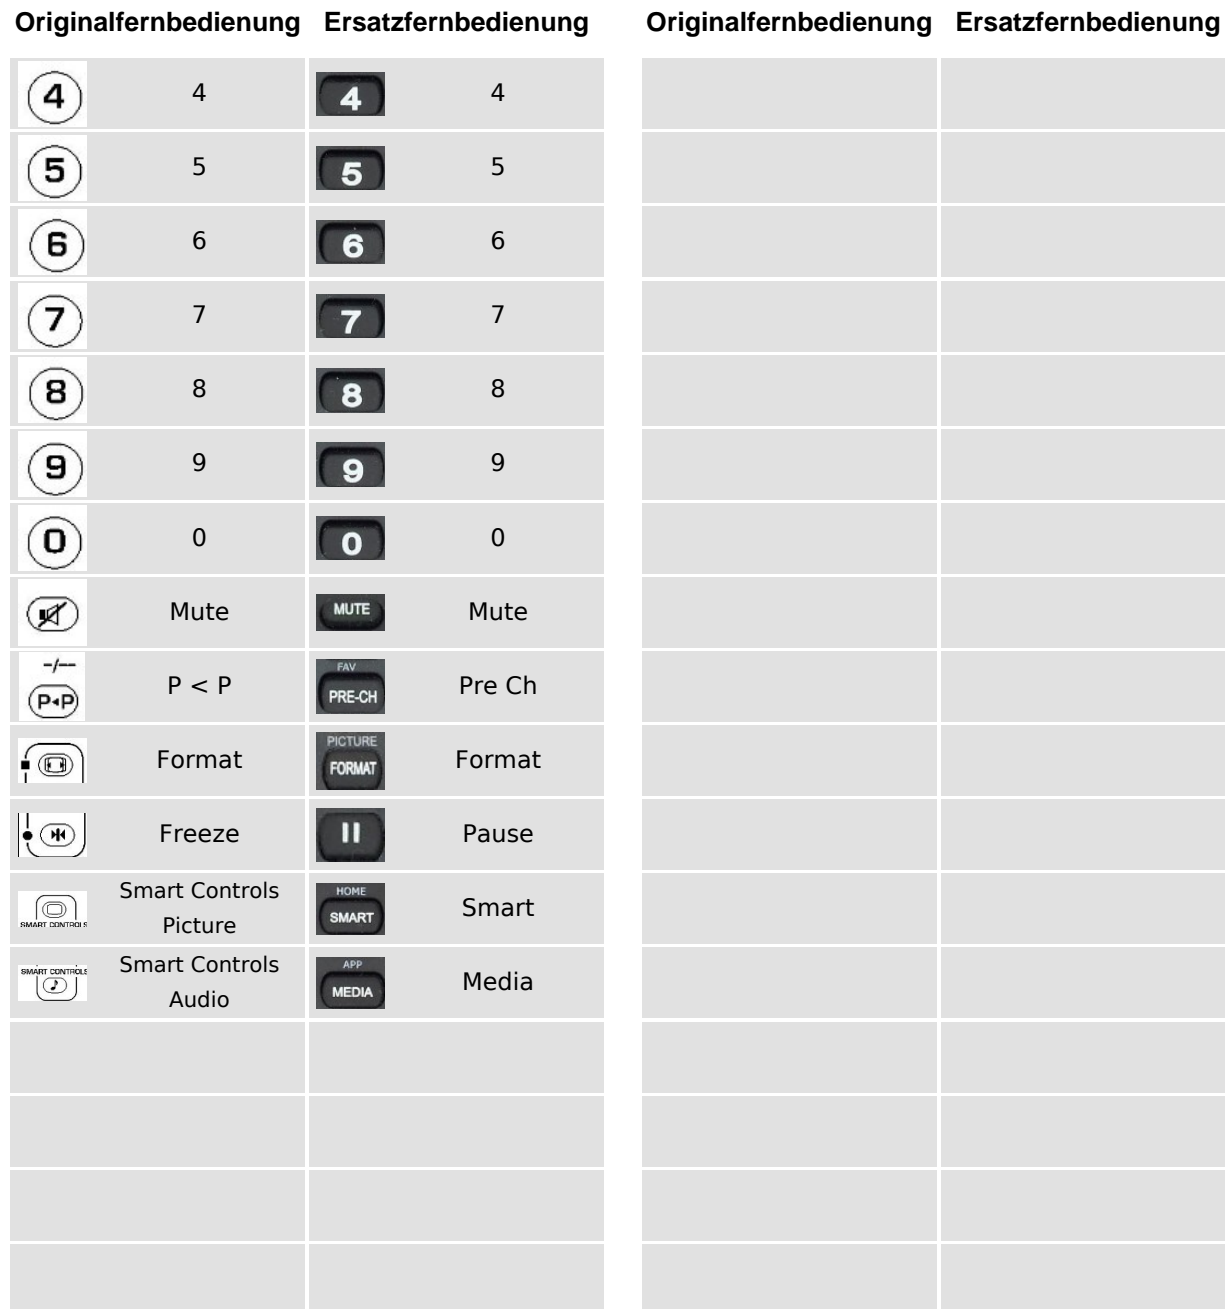 Originalfernbedienung Ersatzfernbedienung Originalfernbedienung Ersatzfernbedienung
4 4 4 4
5 5 5 5
6 6 6 6
7 7 7 7
8 8 8 8
9 9 9 9
0 0 0 0
Mute MUTE Mute
-/-- FAV
P◂P P < P PRE-CH Pre Ch
PICTURE
Format FORMAT Format
Freeze Pause
Smart Controls HOME
SMART CONTROLS Picture SMART Smart
SMART CONTROLS Smart Controls APP
Audio MEDIA Media